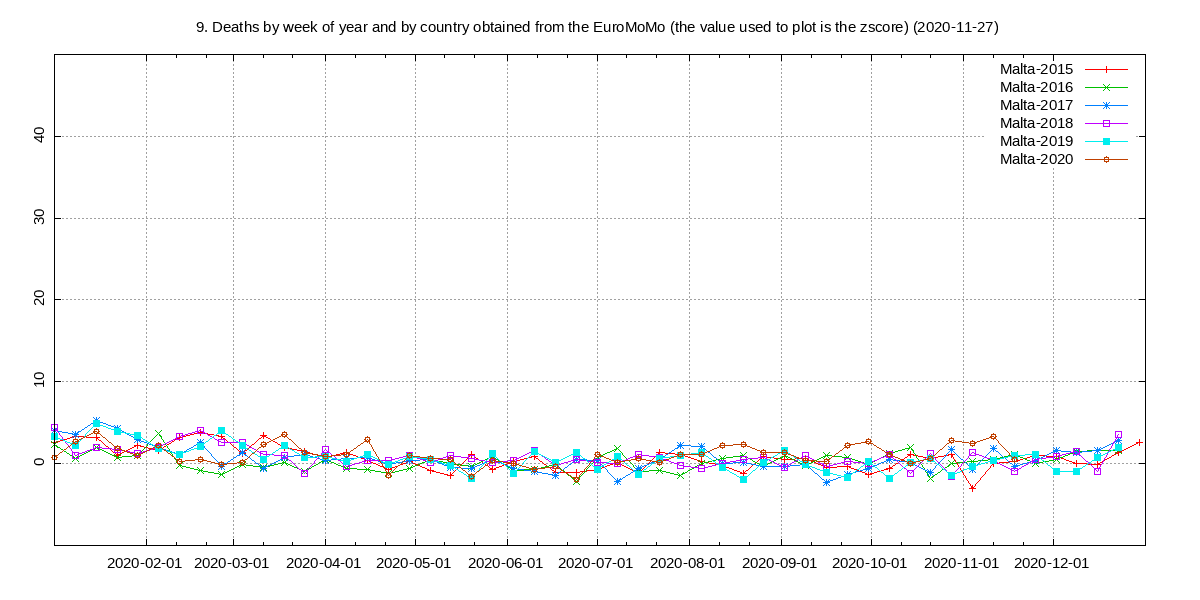 9. Deaths by week of year and by country obtained from the EuroMoMo (the value used to plot is the zscore) (2020-11-27)
Malta-2015
Malta-2016
Malta-2017
Malta-2018
Malta-2019
Malta-2020
40
30
20
10
0
2020-02-01 2020-03-01 2020-04-01 2020-05-01 2020-06-01 2020-07-01 2020-08-01 2020-09-01 2020-10-01 2020-11-01 2020-12-01